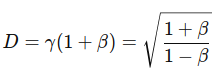 D = γ(1 + β) = √((1 + β)/(1 − β))